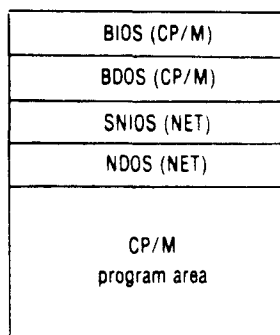 BIOS (CP/M)
BDOS (CP/M)
SNIOS (NET)
NDOS (NET)
CP/M
program area